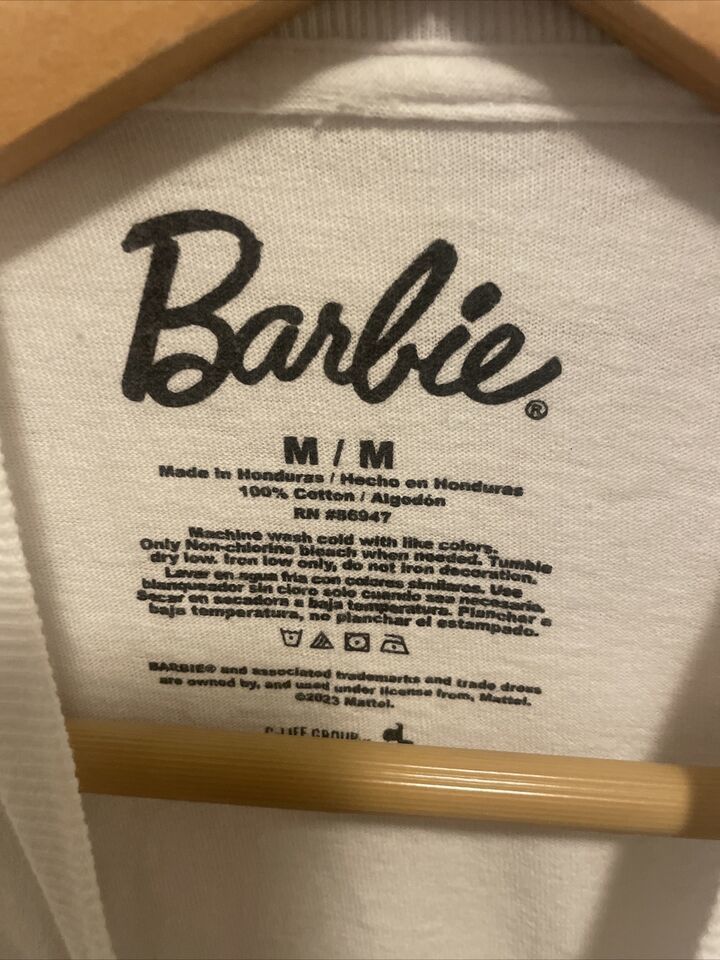 Barbie®
M / M
Made in Honduras / Hecho en Honduras
100% Cotton / Algodón
RN #86947
Machine wash cold with like colors.
Only Non-chlorine bleach when needed. Tumble
dry low. Iron low only, do not iron decoration.
Lavar en agua fria con colores similares. Use
blanqueador sin cloro solo cuando sea necesario.
Secar en secadora a baja temperatura. Planchar a
baja temperatura, no planchar el estampado.
BARBIE® and associated trademarks and trade dress
are owned by, and used under license from, Mattel.
©2023 Mattel.
C-LIFE GROUP